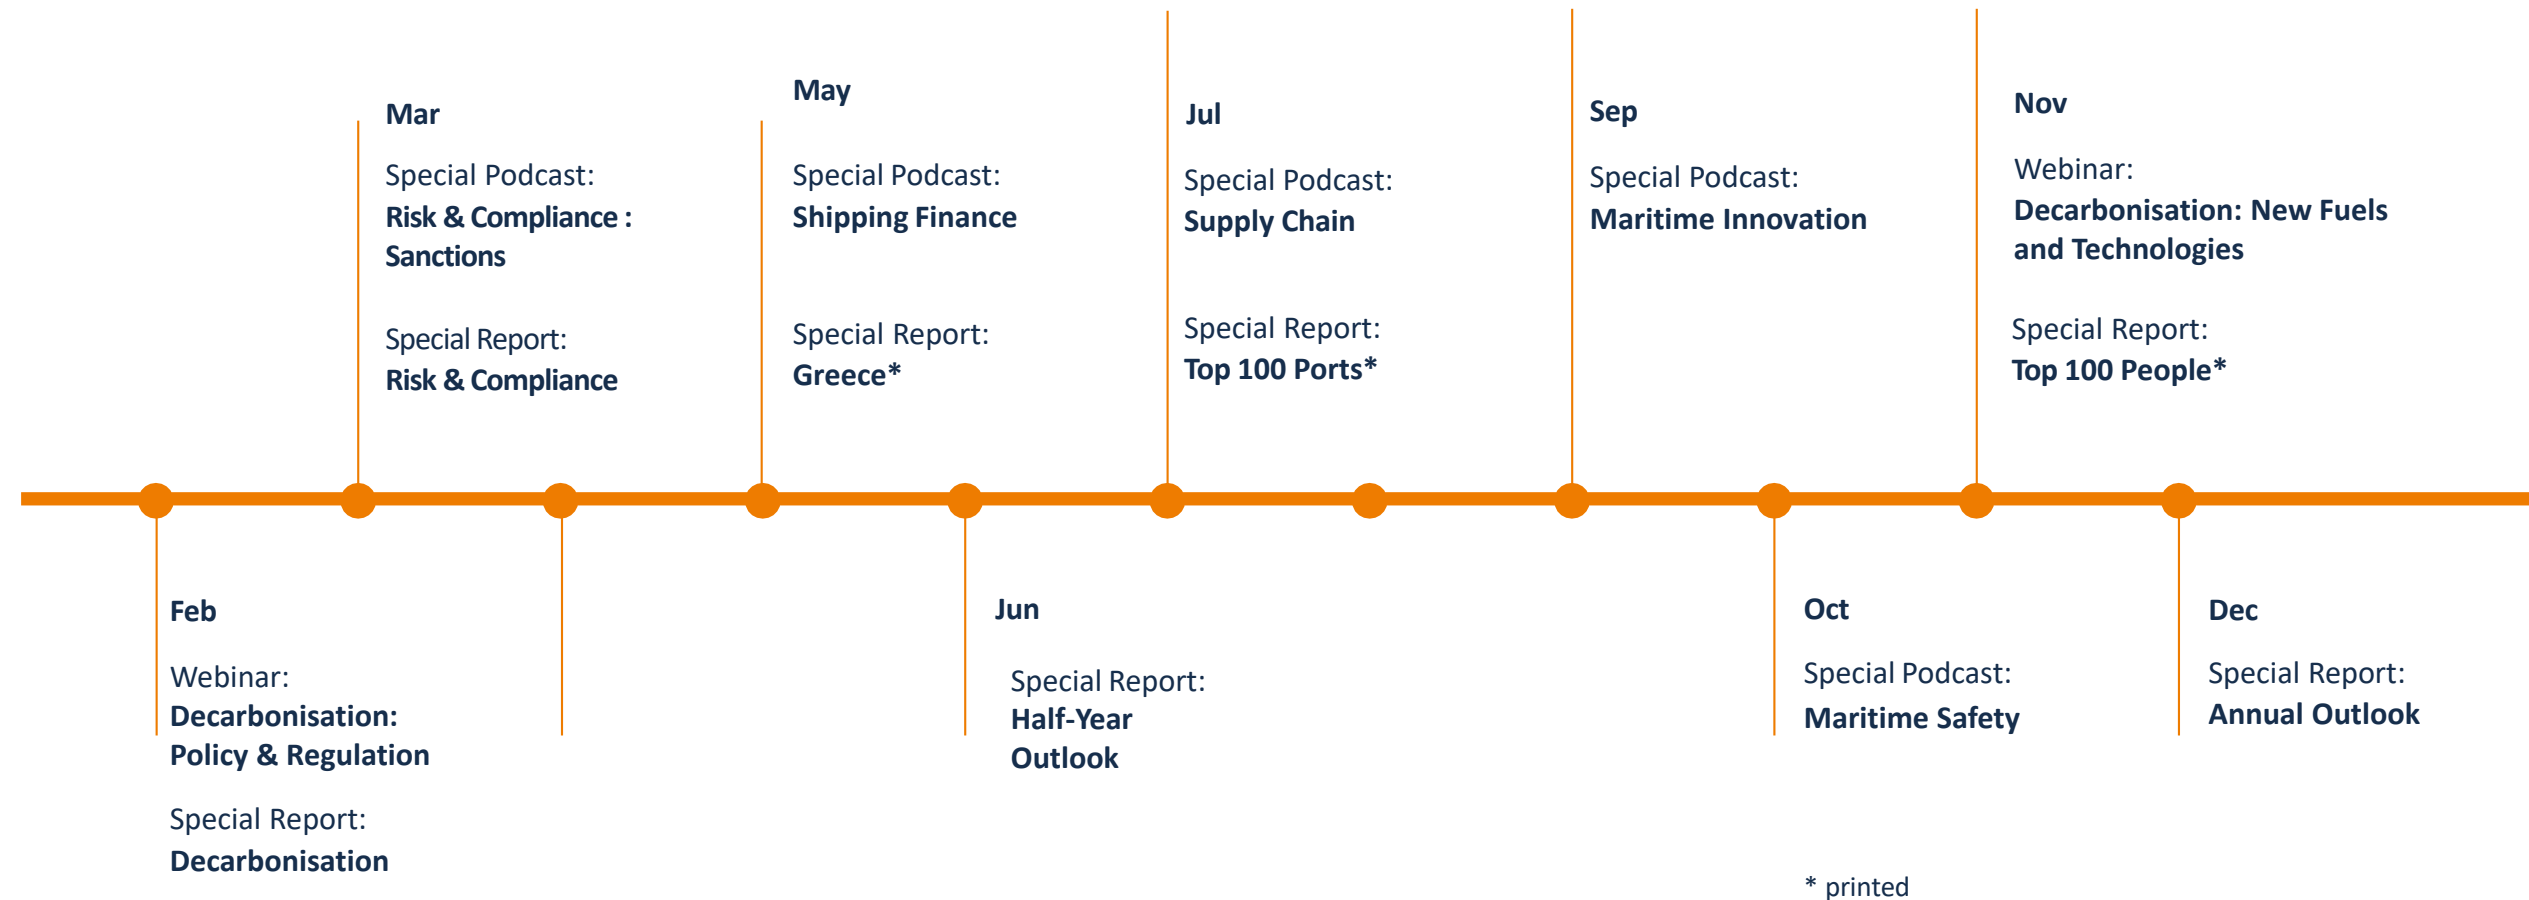 Mar
Special Podcast:
Risk & Compliance :
Sanctions
Special Report:
Risk & Compliance
May
Special Podcast:
Shipping Finance
Special Report:
Greece*
Jul
Special Podcast:
Supply Chain
Special Report:
Top 100 Ports*
Sep
Special Podcast:
Maritime Innovation
Nov
Webinar:
Decarbonisation: New Fuels
and Technologies
Special Report:
Top 100 People*
Feb
Webinar:
Decarbonisation:
Policy & Regulation
Special Report:
Decarbonisation
Jun
Special Report:
Half-Year
Outlook
Oct
Special Podcast:
Maritime Safety
Dec
Special Report:
Annual Outlook
* printed